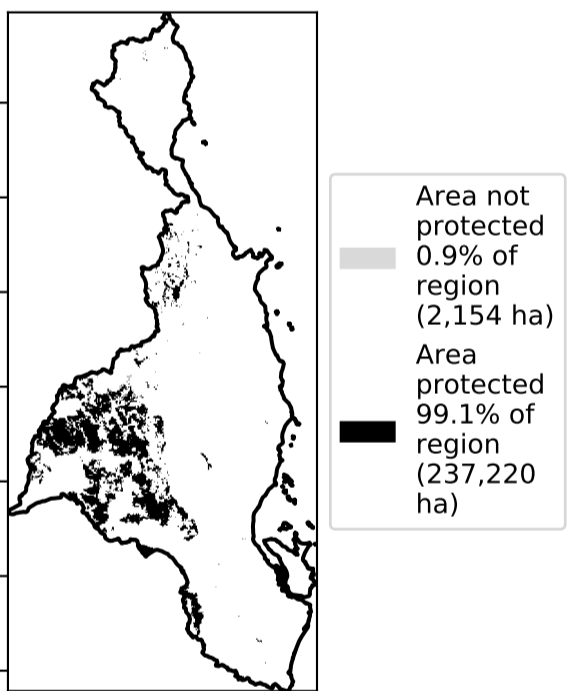 Area not
protected
0.9% of
region
(2,154 ha)
Area
protected
99.1% of
region
(237,220
ha)